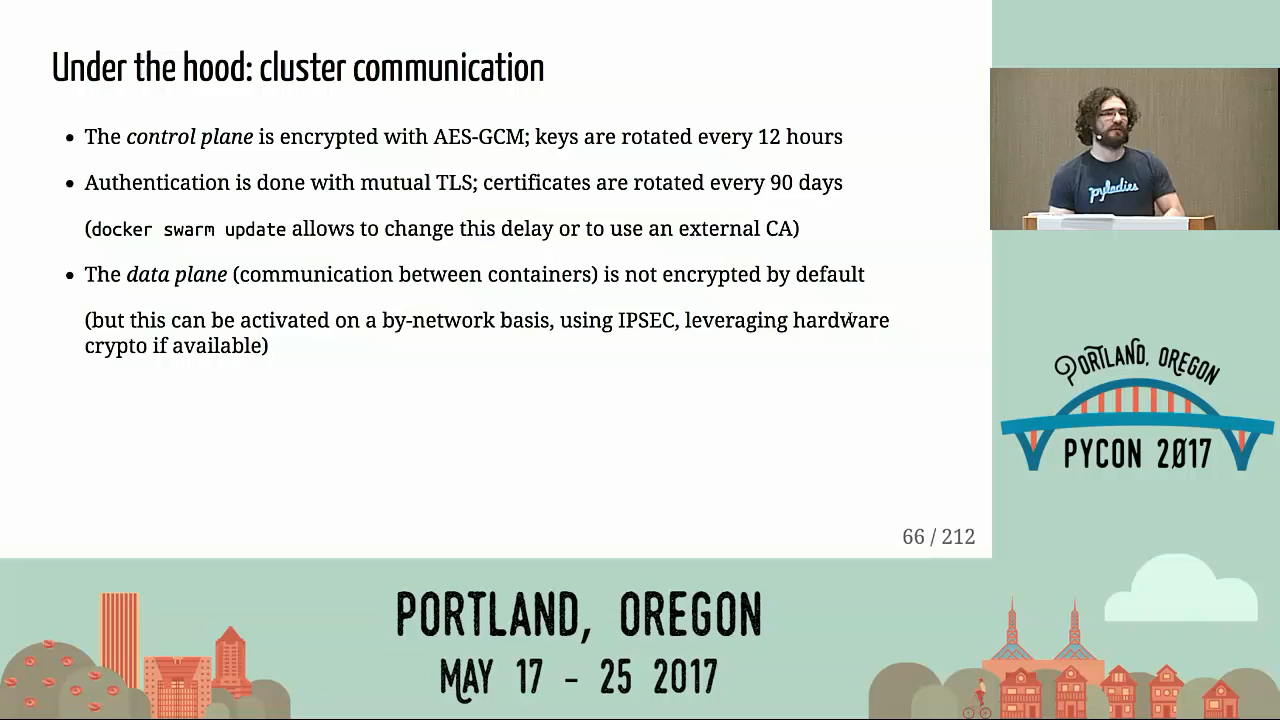 Under the hood: cluster communication
The control plane is encrypted with AES-GCM; keys are rotated every 12 hours
Authentication is done with mutual TLS; certificates are rotated every 90 days
(docker swarm update allows to change this delay or to use an external CA)
The data plane (communication between containers) is not encrypted by default
(but this can be activated on a by-network basis, using IPSEC, leveraging hardware
crypto if available)
66 / 212
pyladies
PORTLAND, OREGON
PYCON 2017
PORTLAND, OREGON
MAY 17 - 25 2017